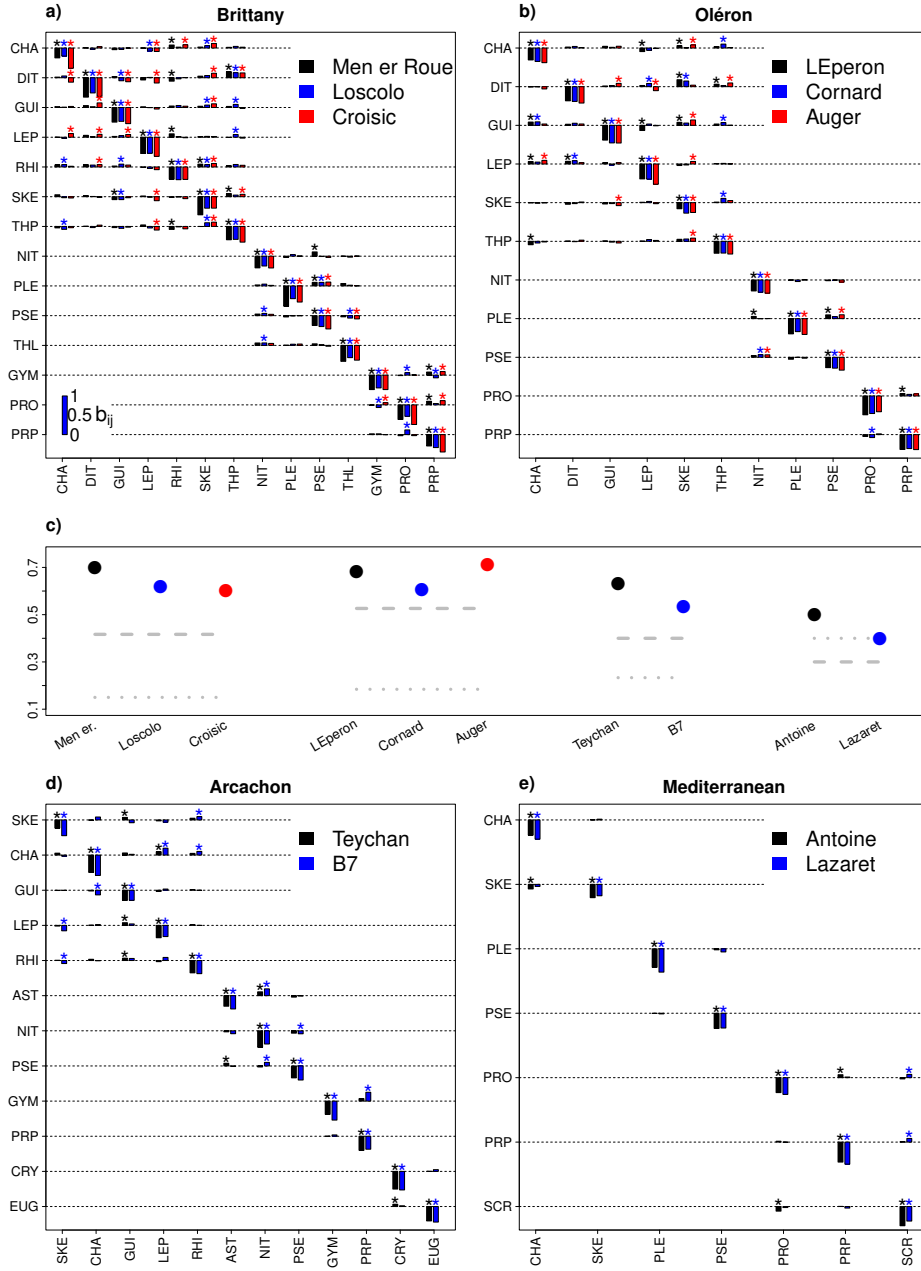 a) Brittany
CHA
DIT
GUI
LEP
RHI
SKE
THP
NIT
PLE
PSE
THL
GYM
PRO
PRP
Men er Roue
Loscolo
Croisic
1
0.5 bij
0
CHA DIT GUI LEP RHI SKE THP NIT PLE PSE THL GYM PRO PRP
b) Oléron
CHA
DIT
GUI
LEP
SKE
THP
NIT
PLE
PSE
PRO
PRP
LEperon
Cornard
Auger
CHA DIT GUI LEP SKE THP NIT PLE PSE PRO PRP
c)
0.7
0.5
0.3
0.1
Men er. Loscolo Croisic LEperon Cornard Auger Teychan B7 Antoine Lazaret
d) Arcachon
SKE
CHA
GUI
LEP
RHI
AST
NIT
PSE
GYM
PRP
CRY
EUG
Teychan
B7
SKE CHA GUI LEP RHI AST NIT PSE GYM PRP CRY EUG
e) Mediterranean
CHA
SKE
PLE
PSE
PRO
PRP
SCR
Antoine
Lazaret
CHA SKE PLE PSE PRO PRP SCR